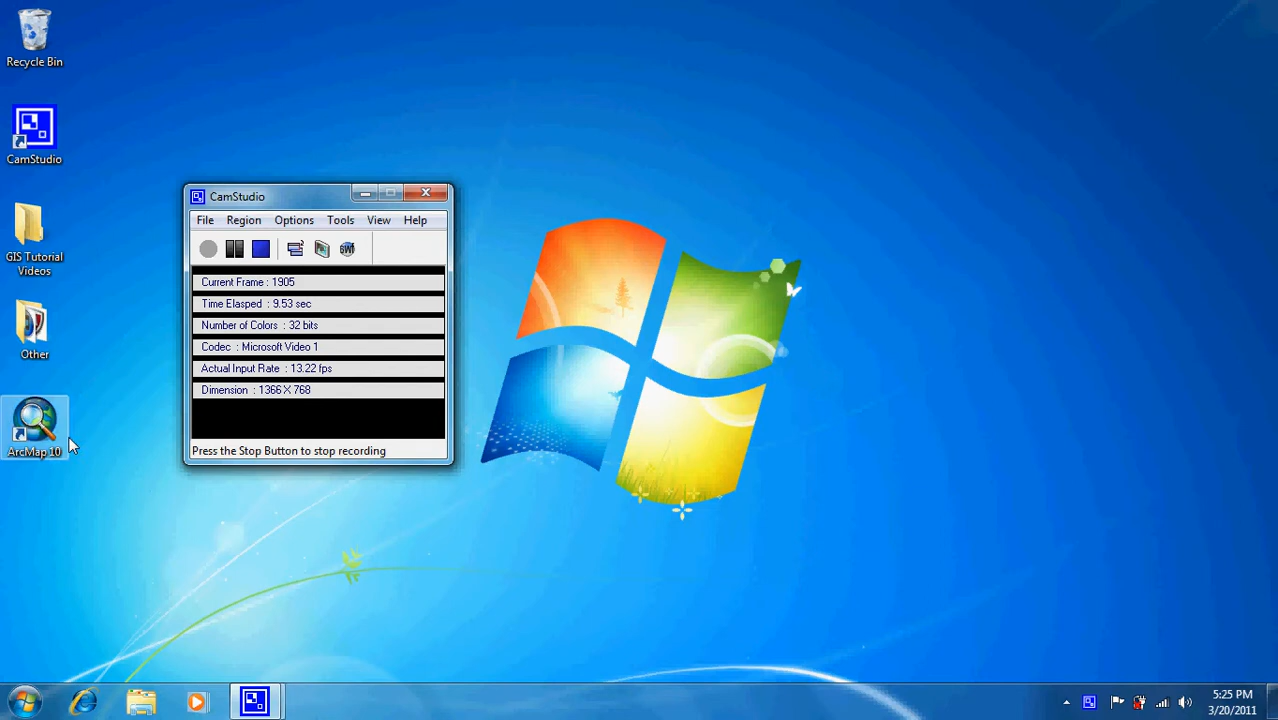 Recycle Bin
CamStudio
GIS Tutorial
Videos
Other
ArcMap 10
CamStudio
File Region Options Tools View Help
Current Frame : 1905
Time Elasped : 9.53 sec
Number of Colors : 32 bits
Codec : Microsoft Video 1
Actual Input Rate : 13.22 fps
Dimension : 1366 X 768
Press the Stop Button to stop recording
5:25 PM
3/20/2011